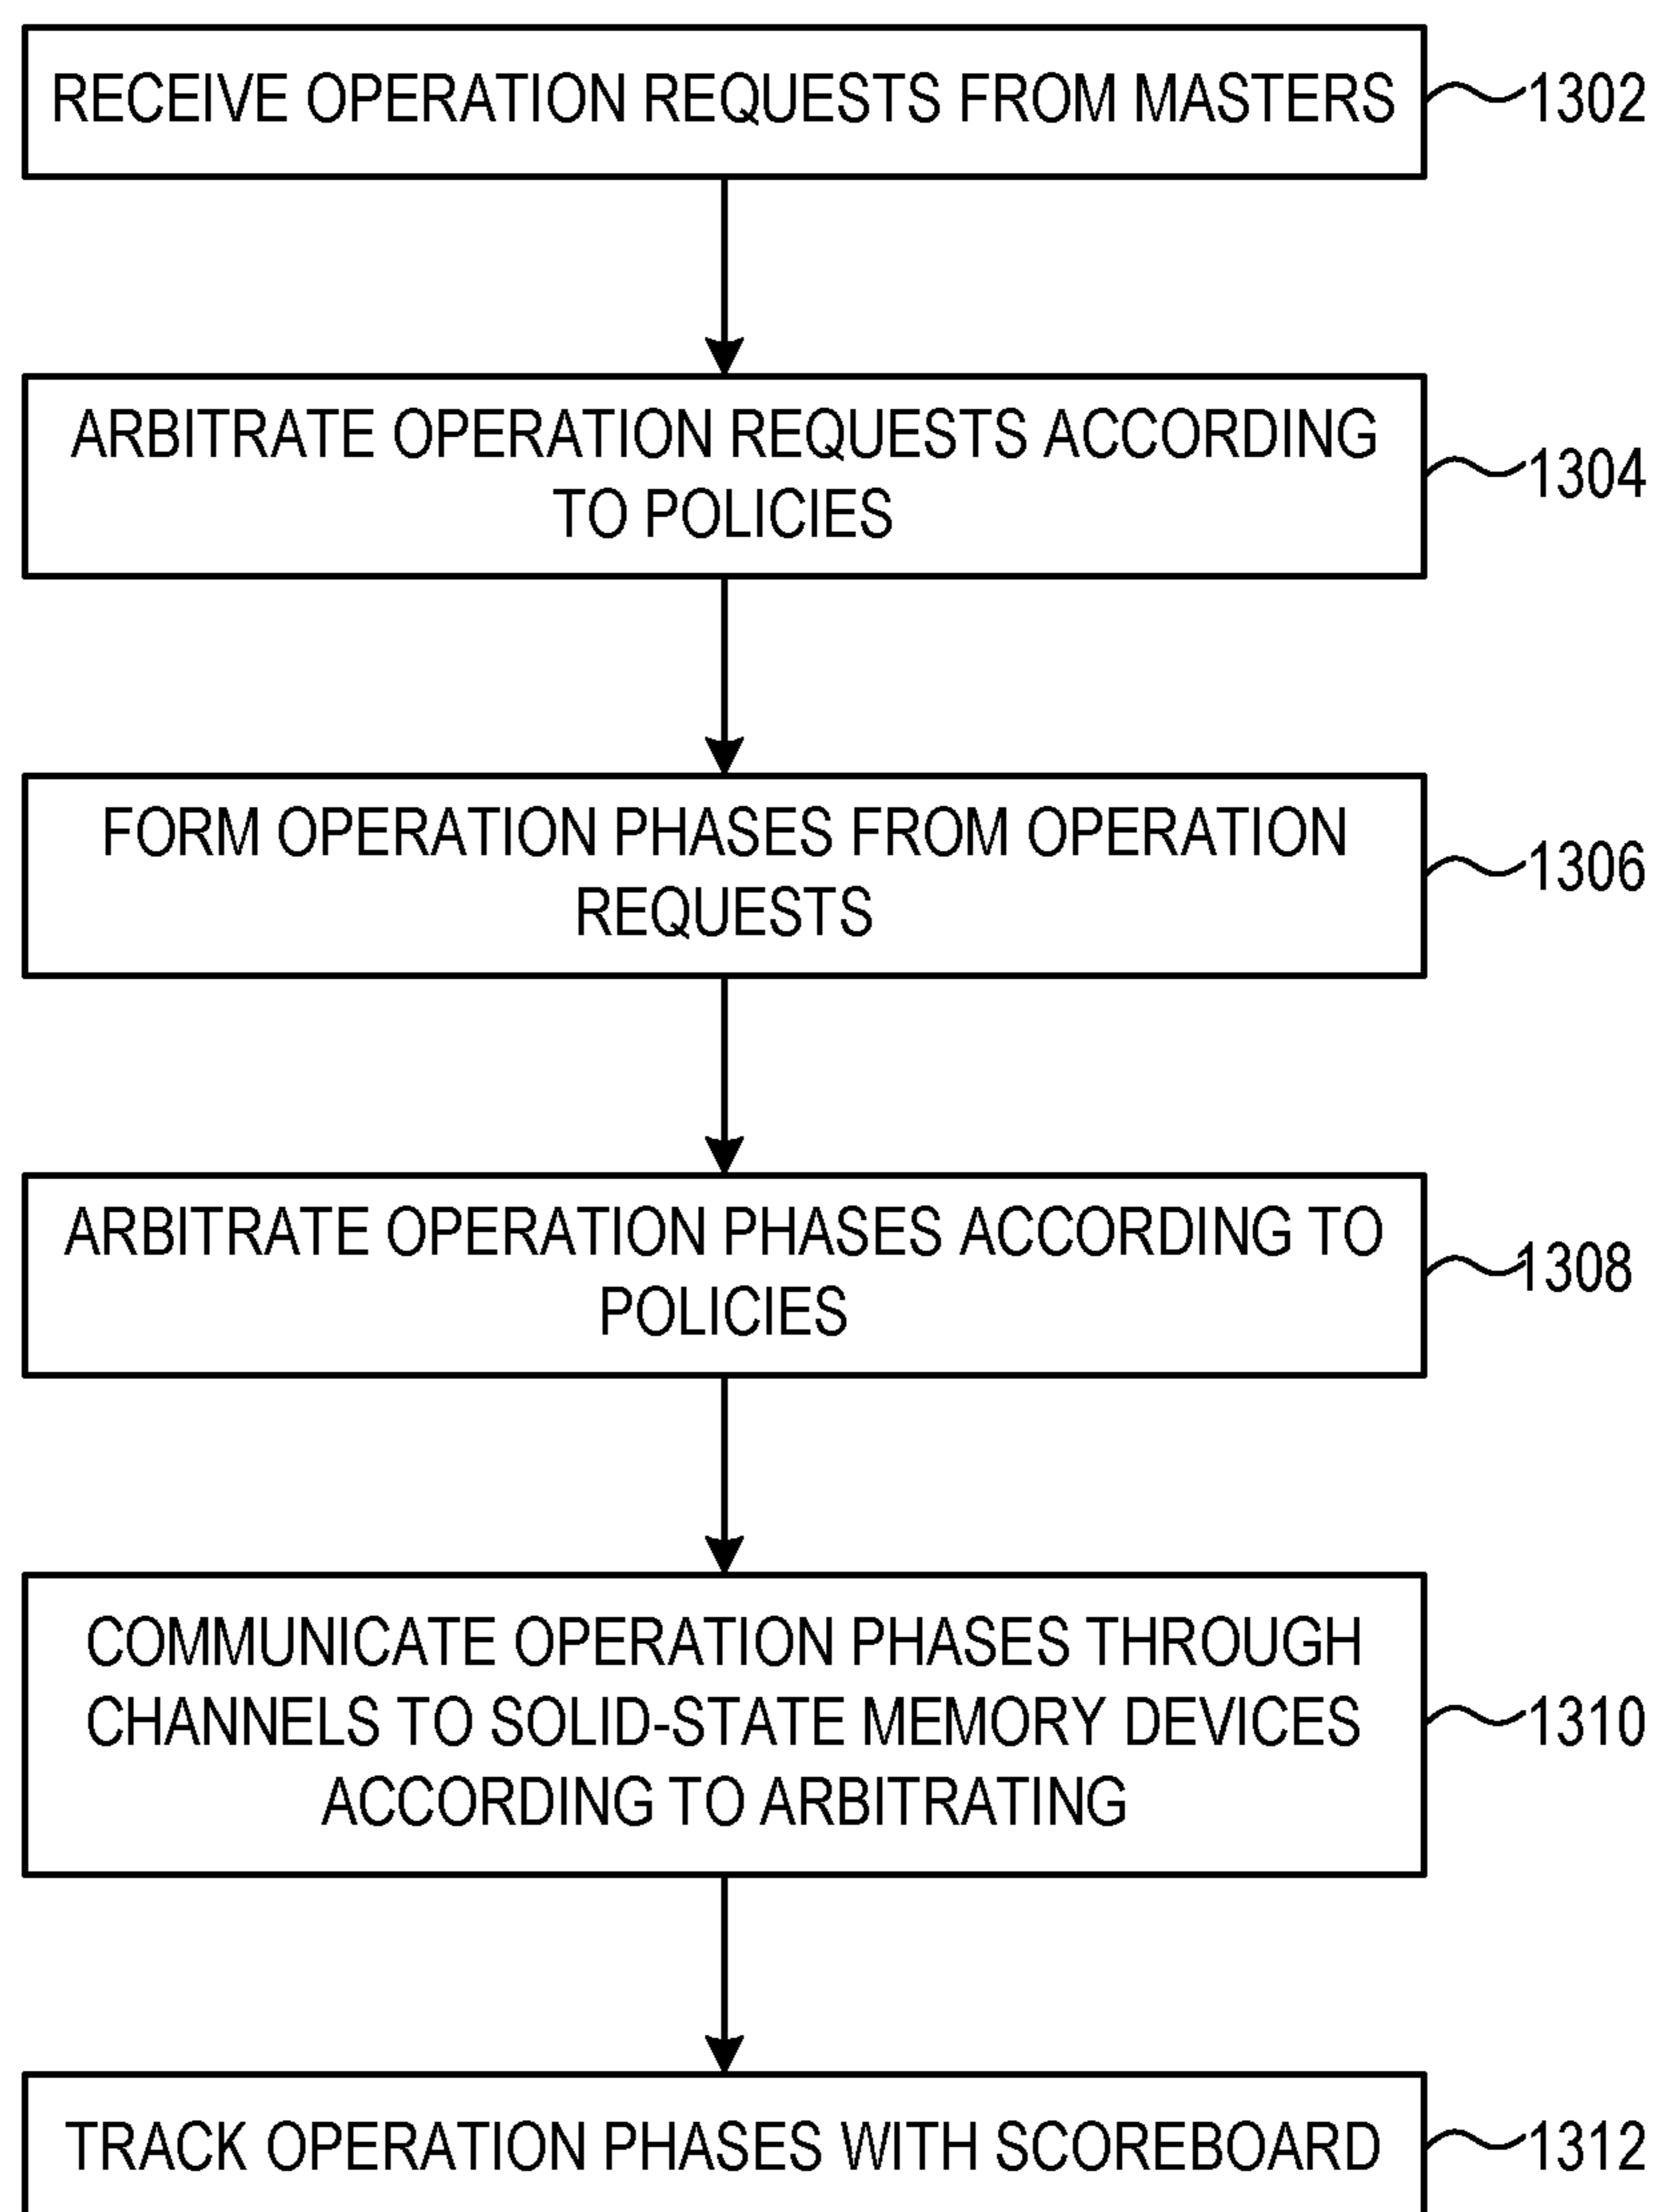 RECEIVE OPERATION REQUESTS FROM MASTERS
1302
ARBITRATE OPERATION REQUESTS ACCORDING
TO POLICIES
1304
FORM OPERATION PHASES FROM OPERATION
REQUESTS
1306
ARBITRATE OPERATION PHASES ACCORDING TO
POLICIES
1308
COMMUNICATE OPERATION PHASES THROUGH
CHANNELS TO SOLID-STATE MEMORY DEVICES
ACCORDING TO ARBITRATING
1310
TRACK OPERATION PHASES WITH SCOREBOARD
1312